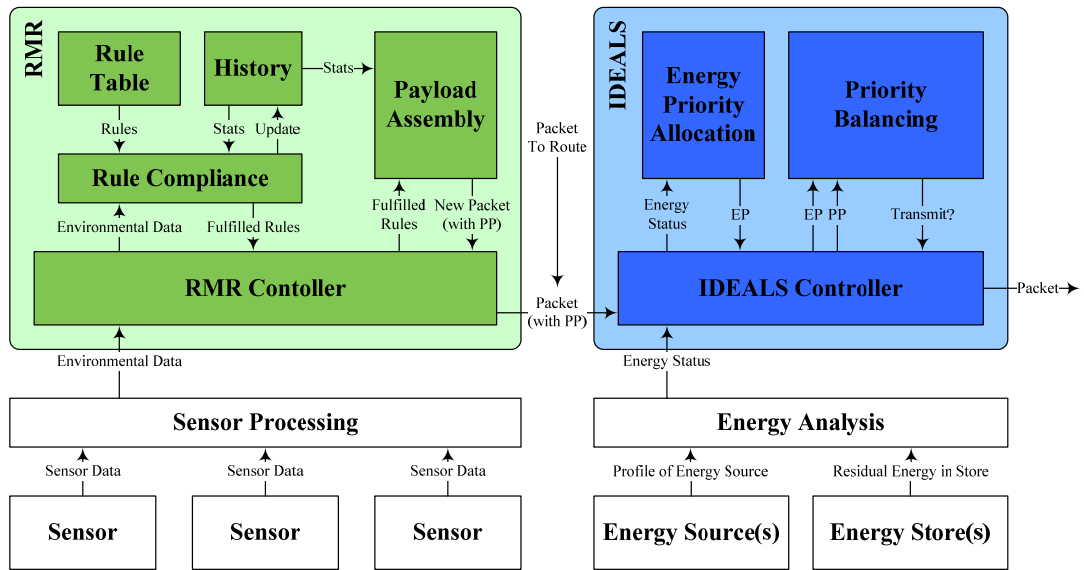 RMR
Rule
Table
History
Stats
Payload
Assembly
Rules
Stats
Update
Rule Compliance
Environmental Data
Fulfilled Rules
Fulfilled
Rules
New Packet
(with PP)
RMR Contoller
Packet
To Route
Packet
(with PP)
IDEALS
Energy
Priority
Allocation
Priority
Balancing
Energy
Status
EP
EP
PP
Transmit?
IDEALS Controller
Packet
Environmental Data
Energy Status
Sensor Processing
Energy Analysis
Sensor Data
Sensor Data
Sensor Data
Profile of Energy Source
Residual Energy in Store
Sensor
Sensor
Sensor
Energy Source(s)
Energy Store(s)